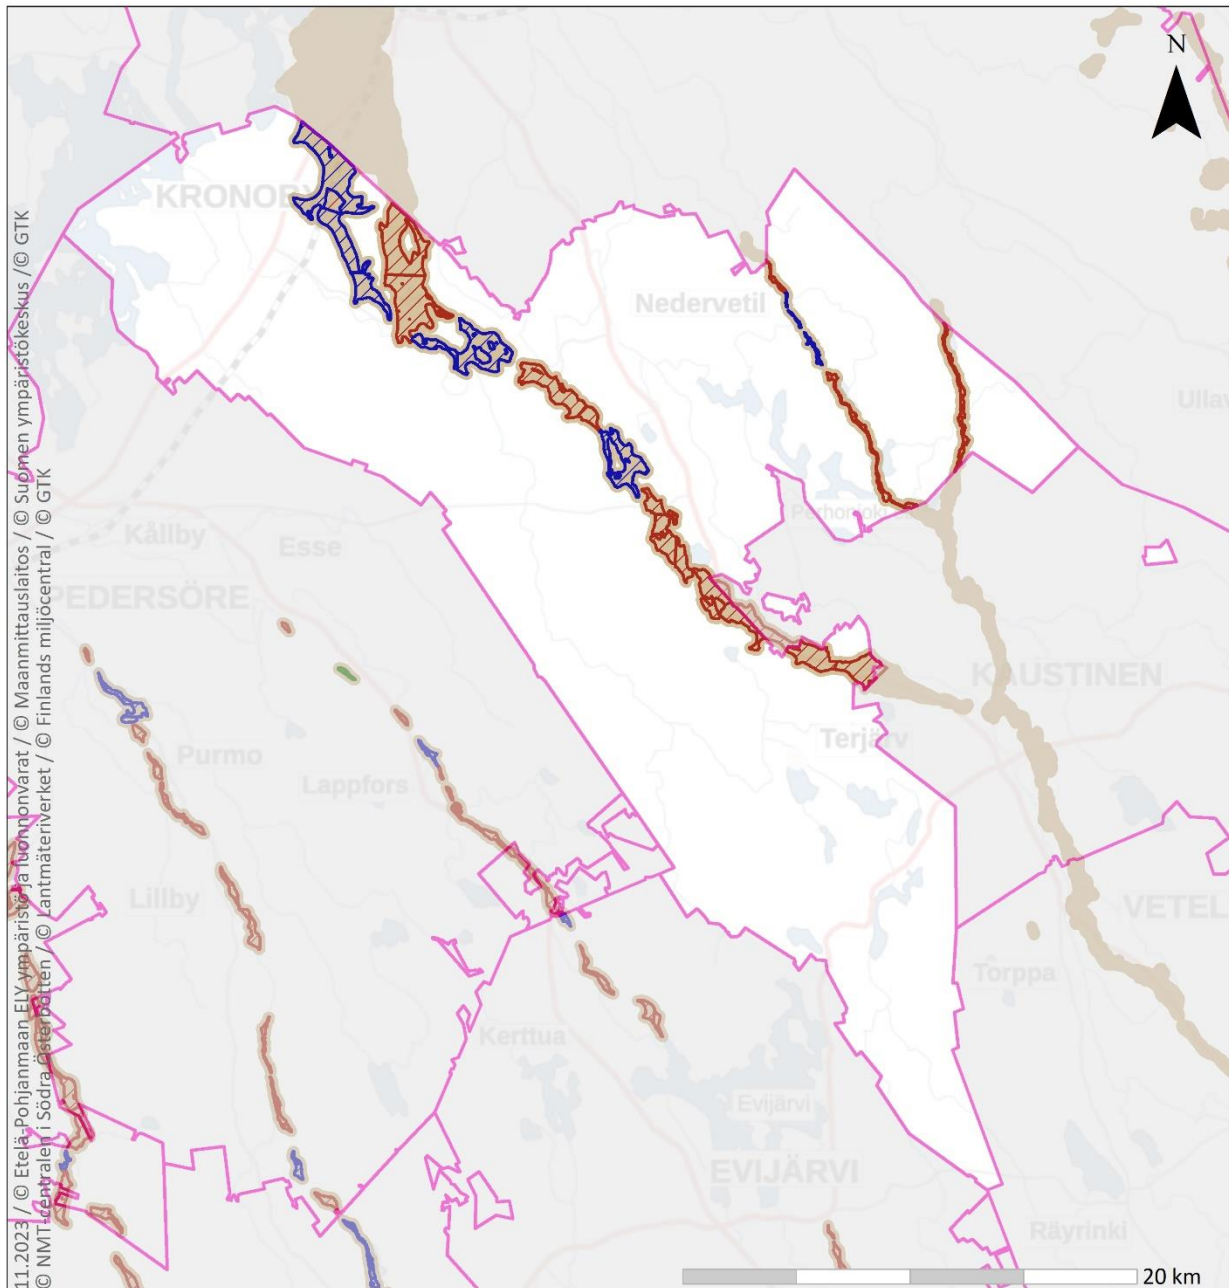 N
KRONOBY
Nedervetil
Ullav
Kållby
Esse
Perhonjoki
PEDERSÖRE
KAUSTINEN
Purmo
Terjärv
Lappfors
Lillby
VETEL
Torppa
Kerttua
Evijärvi
EVIJÄRVI
Räyrinki
20 km
11.2023 / © Etelä-Pohjanmaan ELY ympäristö ja luonnonvarat / © Maanmittauslaitos / © Suomen ympäristökeskus /© GTK
© NMT-centralen i Södra Österbotten / © Lantmäteriverket / © Finlands miljöcentral / © GTK